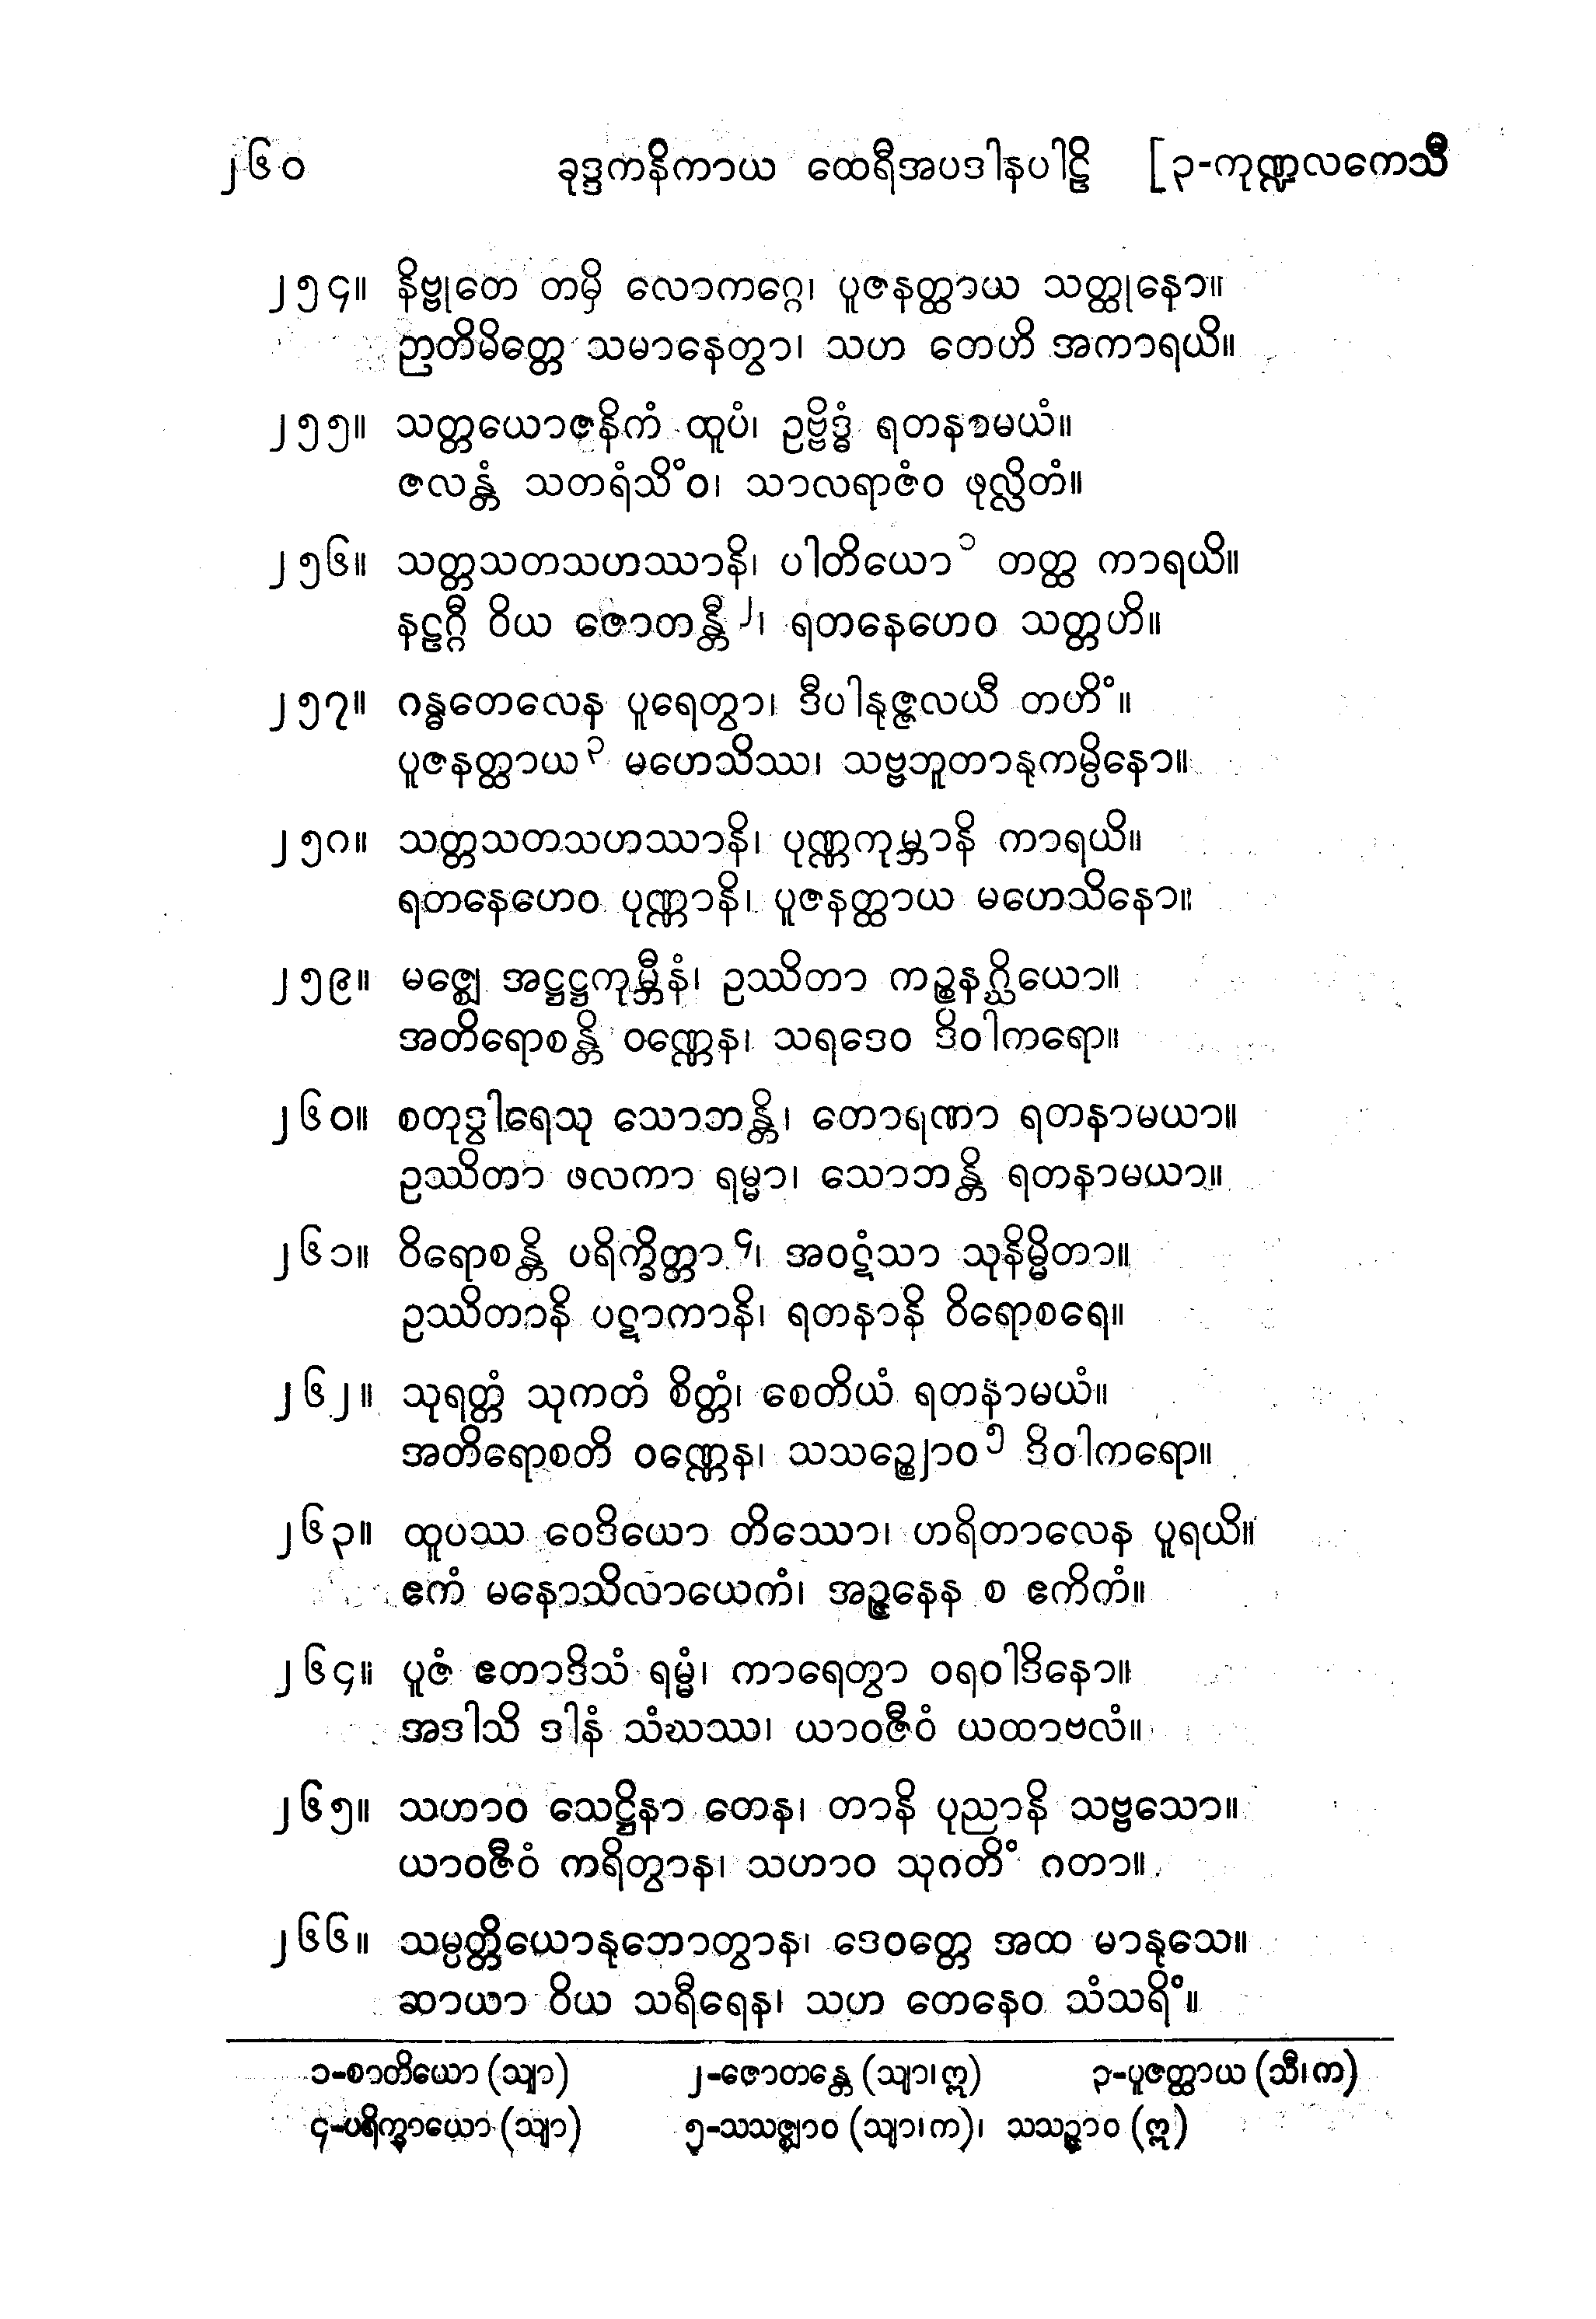 ၂၆၀ ခုဒ္ဒကနိကာယ ထေရီအပဒါနပါဠိ [၃-ကုဏ္ဍလကေသီ
၂၅၄။ နိဗ္ဗုတေ တမှိ လောကဂ္ဂေ၊ ပူဇနတ္ထာယ သတ္ထုနော။
ဉာတိမိတ္တေ သမာနေတွာ၊ သဟ တေဟိ အကာရယိ။
၂၅၅။ သတ္တယောဇနိကံ ထူပံ၊ ဥဗ္ဗိဒ္ဓံ ရတနာမယံ။
ဇလန္တံ သတရံသိံဝ၊ သာလရာဇံဝ ဖုလ္လိတံ။
၂၅၆။ သတ္တသတသဟဿာနိ၊ ပါတိယော၁ တတ္ထ ကာရယိ။
နဠဂ္ဂီ ဝိယ ဇောတန္တီ၂၊ ရတနေဟေဝ သတ္တဟိ။
၂၅၇။ ဂန္ဓတေလေန ပူရေတွာ၊ ဒီပါနုဇ္ဇလယီ တဟိံ။
ပူဇနတ္ထာယ၃ မဟေသိဿ၊ သဗ္ဗဘူတာနုကမ္ပိနော။
၂၅၈။ သတ္တသတသဟဿာနိ၊ ပုဏ္ဏကုမ္ဘာနိ ကာရယိ။
ရတနေဟေဝ ပုဏ္ဏာနိ၊ ပူဇနတ္ထာယ မဟေသိနော။
၂၅၉။ မဇ္ဈေ အဋ္ဌဋ္ဌကုမ္ဘီနံ၊ ဥဿိတာ ကဉ္စနဂ္ဃိယော။
အတိရောစန္တိ ဝဏ္ဏေန၊ သရဒေဝ ဒိဝါကရော။
၂၆၀။ စတုဒွါရေသု သောဘန္တိ၊ တောရဏာ ရတနာမယာ။
ဥဿိတာ ဖလကာ ရမ္မာ၊ သောဘန္တိ ရတနာမယာ။
၂၆၁။ ဝိရောစန္တိ ပရိက္ခိတ္တာ၄၊ အဝဋံသာ သုနိမ္မိတာ။
ဥဿိတာနိ ပဋာကာနိ၊ ရတနာနိ ဝိရောစရေ။
၂၆၂။ သုရတ္တံ သုကတံ စိတ္တံ၊ စေတိယံ ရတနာမယံ။
အတိရောစတိ ဝဏ္ဏေန၊ သသဉ္စျောဝ၅ ဒိဝါကရော။
၂၆၃။ ထူပဿ ဝေဒိယော တိဿော၊ ဟရိတာလေန ပူရယိ။
ဧကံ မနောသိလာယေကံ၊ အဉ္ဇနေန စ ဧကိကံ။
၂၆၄။ ပူဇံ ဧတာဒိသံ ရမ္မံ၊ ကာရေတွာ ဝရဝါဒိနော။
အဒါသိ ဒါနံ သံဃဿ၊ ယာဝဇီဝံ ယထာဗလံ။
၂၆၅။ သဟာဝ သေဋ္ဌိနာ တေန၊ တာနိ ပုညာနိ သဗ္ဗသော။
ယာဝဇီဝံ ကရိတွာန၊ သဟာဝ သုဂတိံ ဂတာ။
၂၆၆။ သမ္ပတ္တိယောနုဘောတွာန၊ ဒေဝတ္တေ အထ မာနုသေ။
ဆာယာ ဝိယ သရီရေန၊ သဟ တေနေဝ သံသရိံ။
၁-စာတိယော (သျာ) ၂-ဇောတန္တေ (သျာ၊ဣ) ၃-ပူဇတ္ထာယ (သီ၊က)
၄-ပရိက္ခာယော (သျာ) ၅-သသဇ္ဈာဝ (သျာ၊က)၊ သသဉ္ဈာဝ (ဣ)